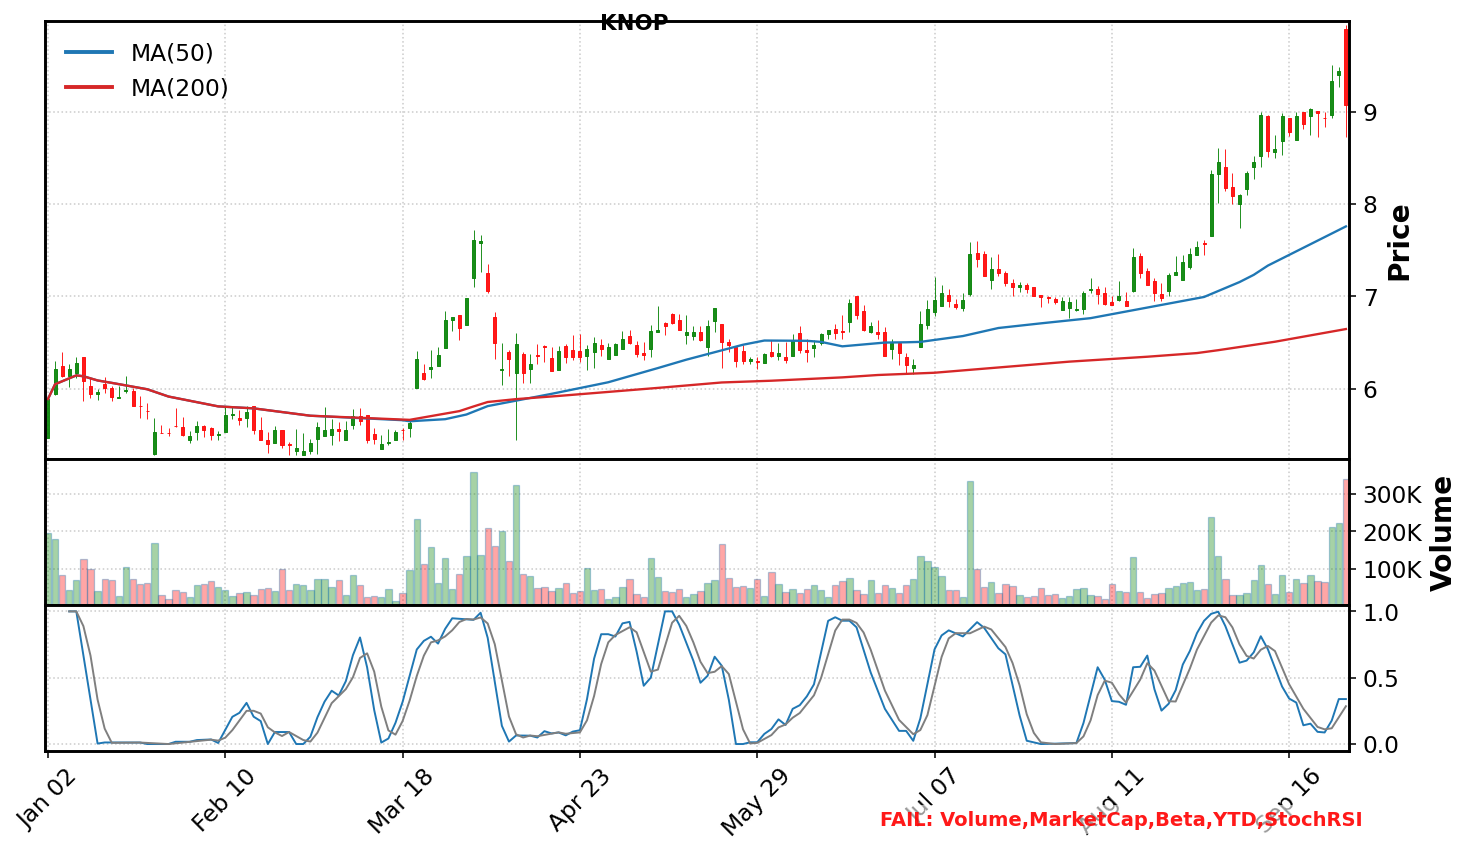 KNOP
MA(50)
MA(200)
9
8
7
6
Price
300K
200K
100K
Volume
1.0
0.5
0.0
Jan 02
Feb 10
Mar 18
Apr 23
May 29
Jul 07
Aug 11
Sep 16
FAIL: Volume,MarketCap,Beta,YTD,StochRSI